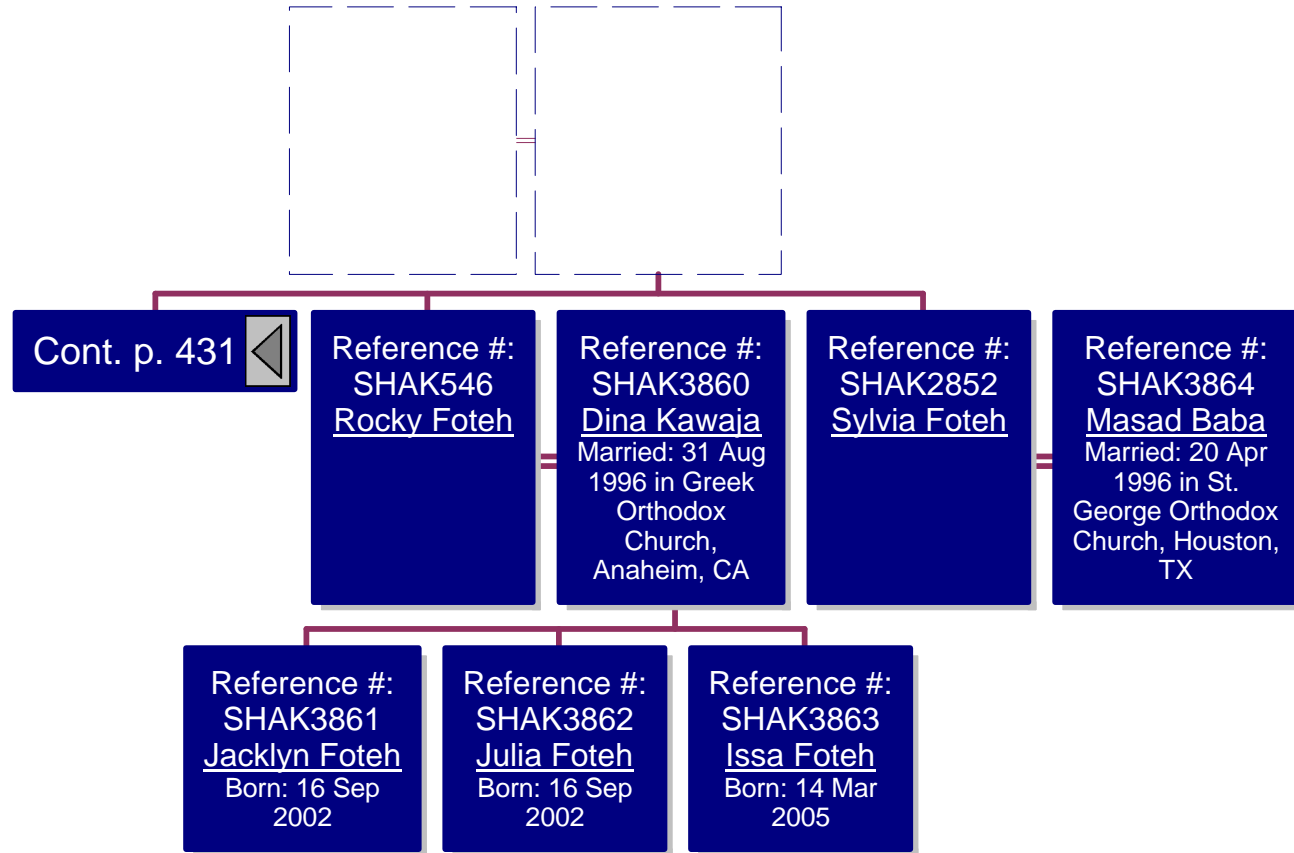 Cont. p. 431
Reference #:
SHAK546
Rocky Foteh
Reference #:
SHAK3860
Dina Kawaja
Married: 31 Aug
1996 in Greek
Orthodox
Church,
Anaheim, CA
Reference #:
SHAK2852
Sylvia Foteh
Reference #:
SHAK3864
Masad Baba
Married: 20 Apr
1996 in St.
George Orthodox
Church, Houston,
TX
Reference #:
SHAK3861
Jacklyn Foteh
Born: 16 Sep
2002
Reference #:
SHAK3862
Julia Foteh
Born: 16 Sep
2002
Reference #:
SHAK3863
Issa Foteh
Born: 14 Mar
2005